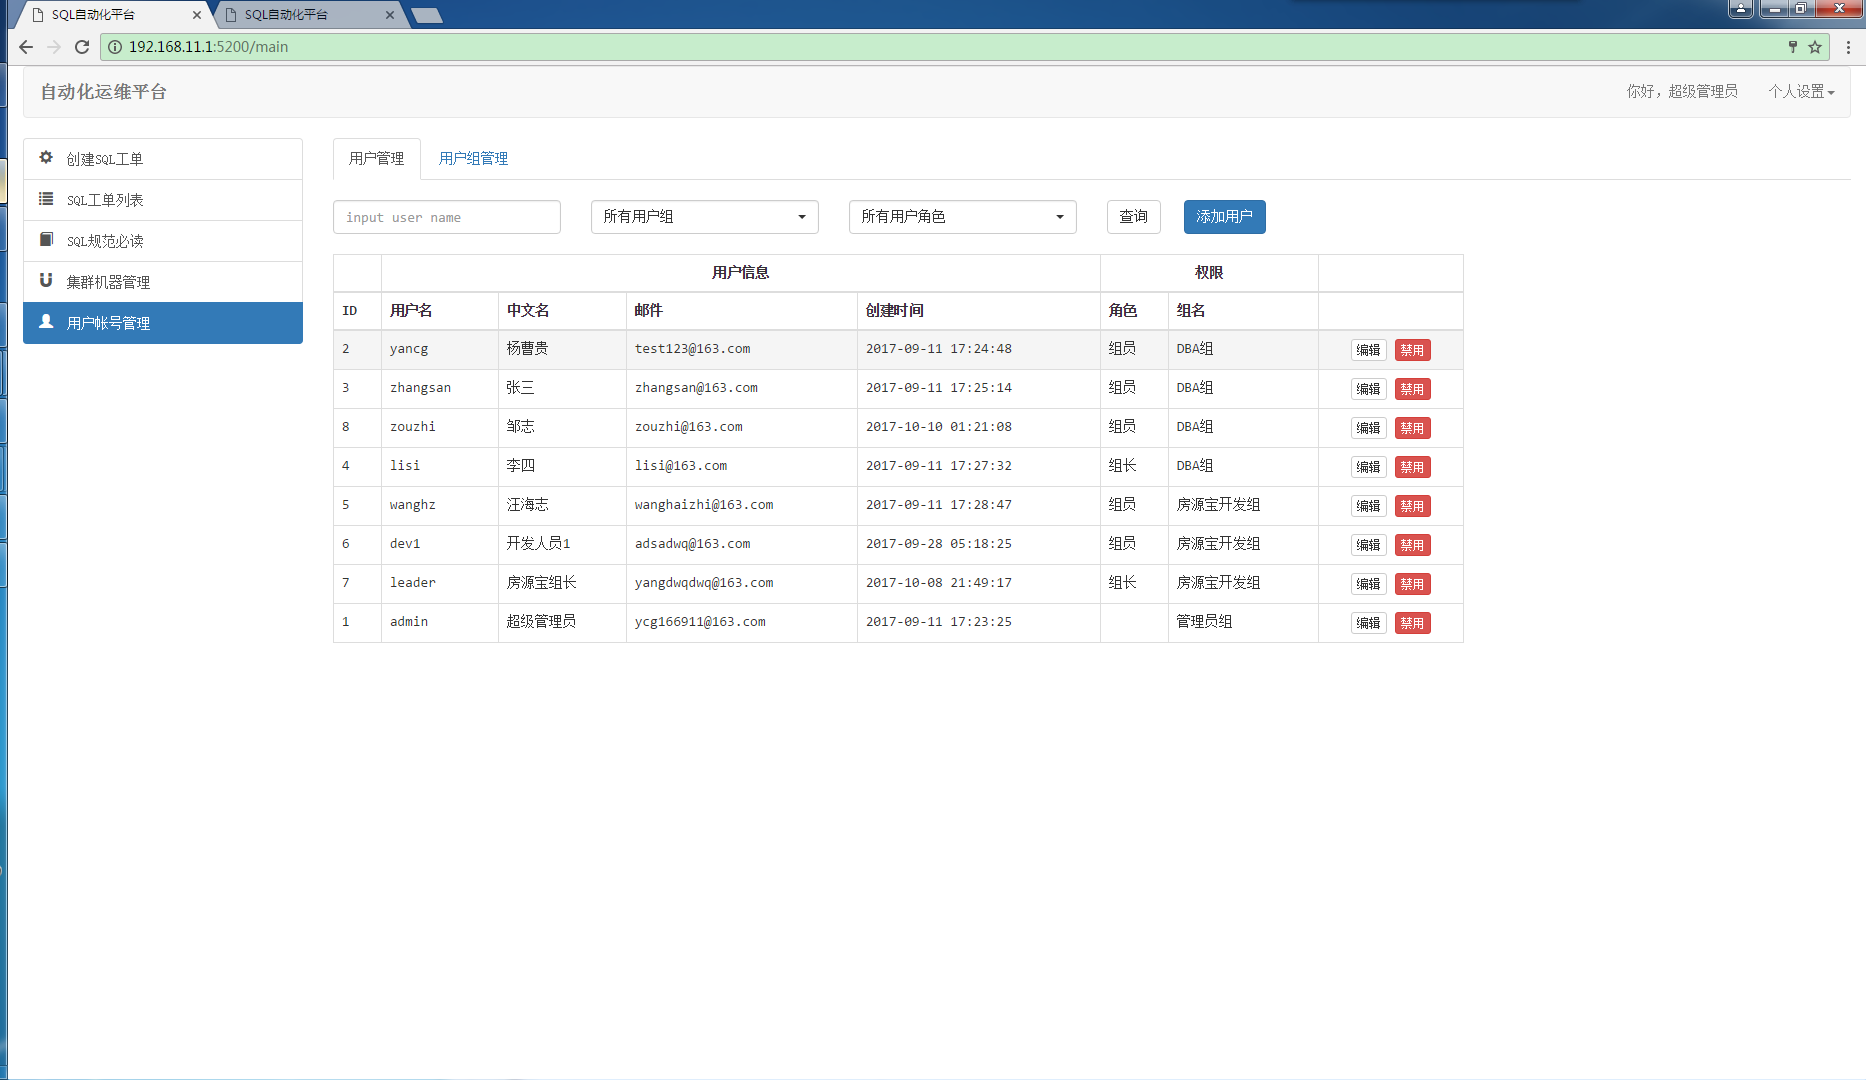 SQL自动化平台 SQL自动化平台
192.168.11.1:5200/main
自动化运维平台 你好，超级管理员 个人设置
创建SQL工单
SQL工单列表
SQL规范必读
集群机器管理
用户帐号管理
用户管理 用户组管理
input user name 所有用户组 所有用户角色 查询 添加用户
用户信息 权限
ID 用户名 中文名 邮件 创建时间 角色 组名
2 yancg 杨曹贵 test123@163.com 2017-09-11 17:24:48 组员 DBA组 编辑 禁用
3 zhangsan 张三 zhangsan@163.com 2017-09-11 17:25:14 组员 DBA组 编辑 禁用
8 zouzhi 邹志 zouzhi@163.com 2017-10-10 01:21:08 组员 DBA组 编辑 禁用
4 lisi 李四 lisi@163.com 2017-09-11 17:27:32 组长 DBA组 编辑 禁用
5 wanghz 汪海志 wanghaizhi@163.com 2017-09-11 17:28:47 组员 房源宝开发组 编辑 禁用
6 dev1 开发人员1 adsadwq@163.com 2017-09-28 05:18:25 组员 房源宝开发组 编辑 禁用
7 leader 房源宝组长 yangdwqdwq@163.com 2017-10-08 21:49:17 组长 房源宝开发组 编辑 禁用
1 admin 超级管理员 ycg166911@163.com 2017-09-11 17:23:25 管理员组 编辑 禁用